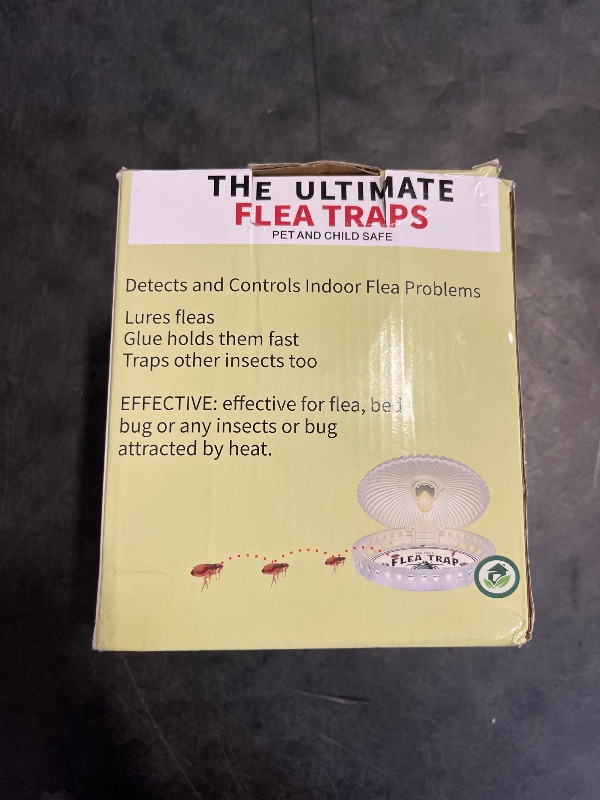 THE ULTIMATE
FLEA TRAPS
PET AND CHILD SAFE
Detects and Controls Indoor Flea Problems
Lures fleas
Glue holds them fast
Traps other insects too
EFFECTIVE: effective for flea, bed
bug or any insects or bug
attracted by heat.
FLEA TRAP